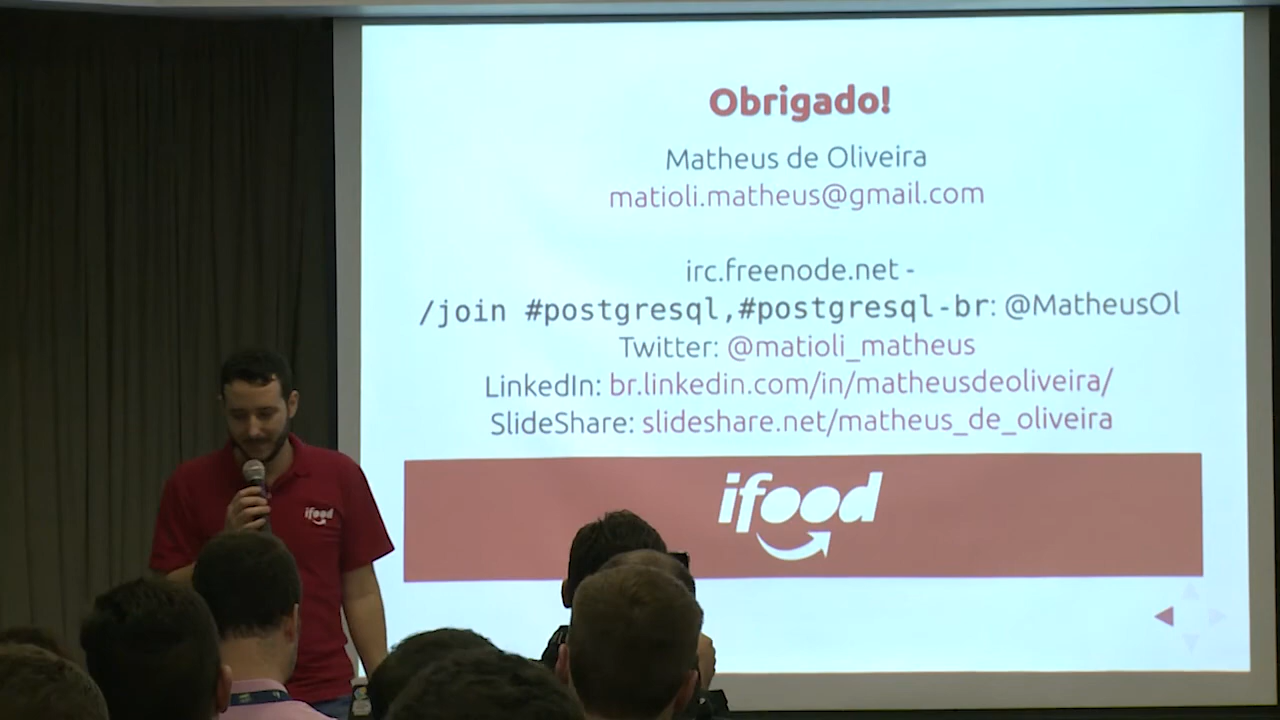 Obrigado!
Matheus de Oliveira
matioli.matheus@gmail.com
irc.freenode.net -
/join #postgresql,#postgresql-br: @MatheusOl
Twitter: @matioli_matheus
LinkedIn: br.linkedin.com/in/matheusdeoliveira/
SlideShare: slideshare.net/matheus_de_oliveira
ifood
ifood